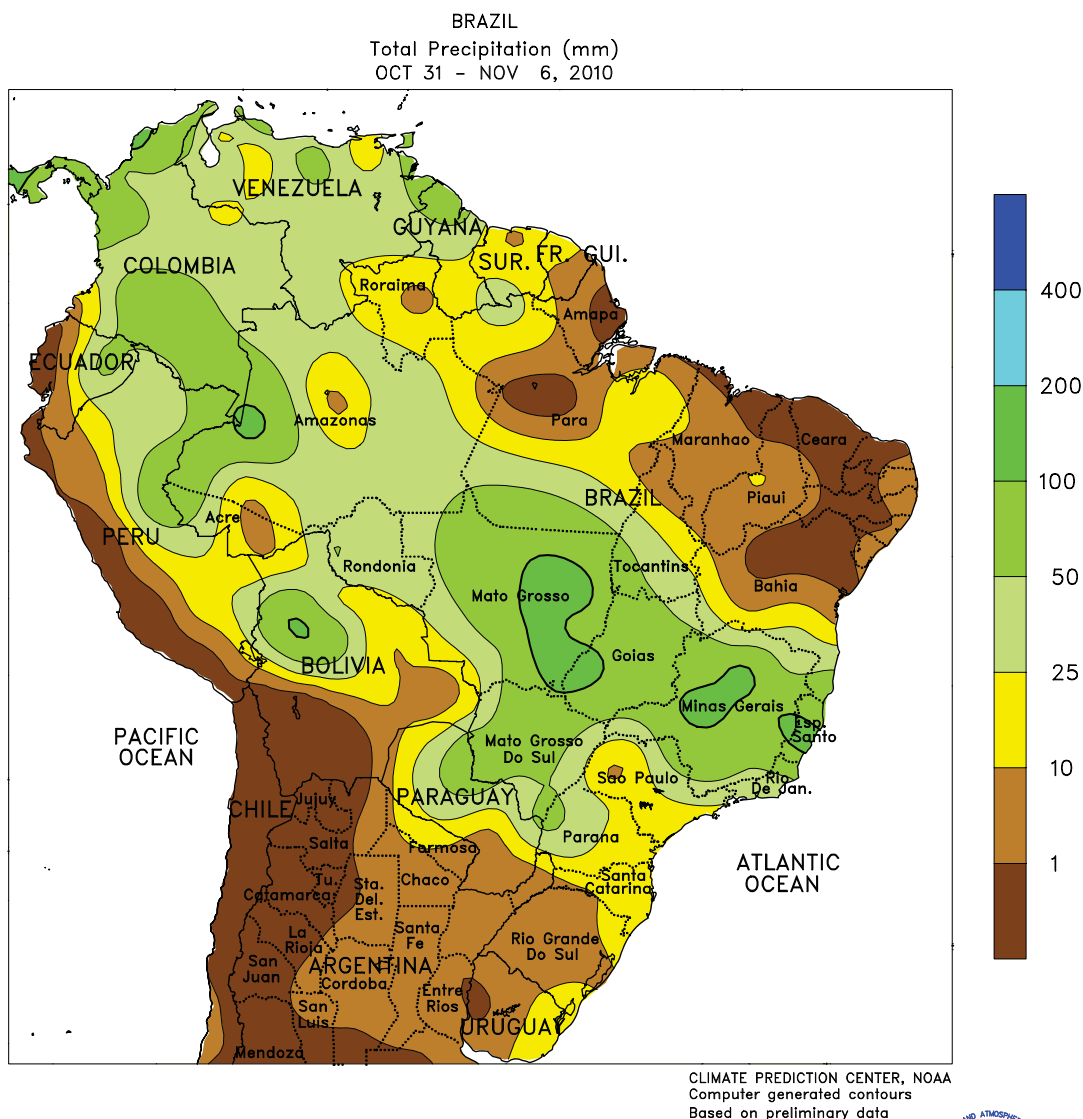 BRAZIL
Total Precipitation (mm)
OCT 31 - NOV 6, 2010
VENEZUELA
GUYANA
COLOMBIA
SUR.
FR. GUI.
Roraima
Amapa
ECUADOR
Amazonas
Para
Maranhao
Ceara
BRAZIL
Piaui
Acre
PERU
Rondonia
Tocantins
Mato Grosso
Bahia
Goias
BOLIVIA
Minas Gerais
Esp.
Santo
PACIFIC
OCEAN
Mato Grosso
Do Sul
Sao Paulo
Rio
De Jan.
PARAGUAY
CHILE
Jujuy
Parana
Salta
Formosa
ATLANTIC
OCEAN
Tu.
Catamarca
Sta.
Del.
Est.
Chaco
Santa
Catarina
La
Rioja
Santa
Fe
Rio Grande
Do Sul
San
Juan
ARGENTINA
Cordoba
Entre
Rios
San
Luis
URUGUAY
Mendoza
400
200
100
50
25
10
1
CLIMATE PREDICTION CENTER, NOAA
Computer generated contours
Based on preliminary data
AND ATMOSPHE